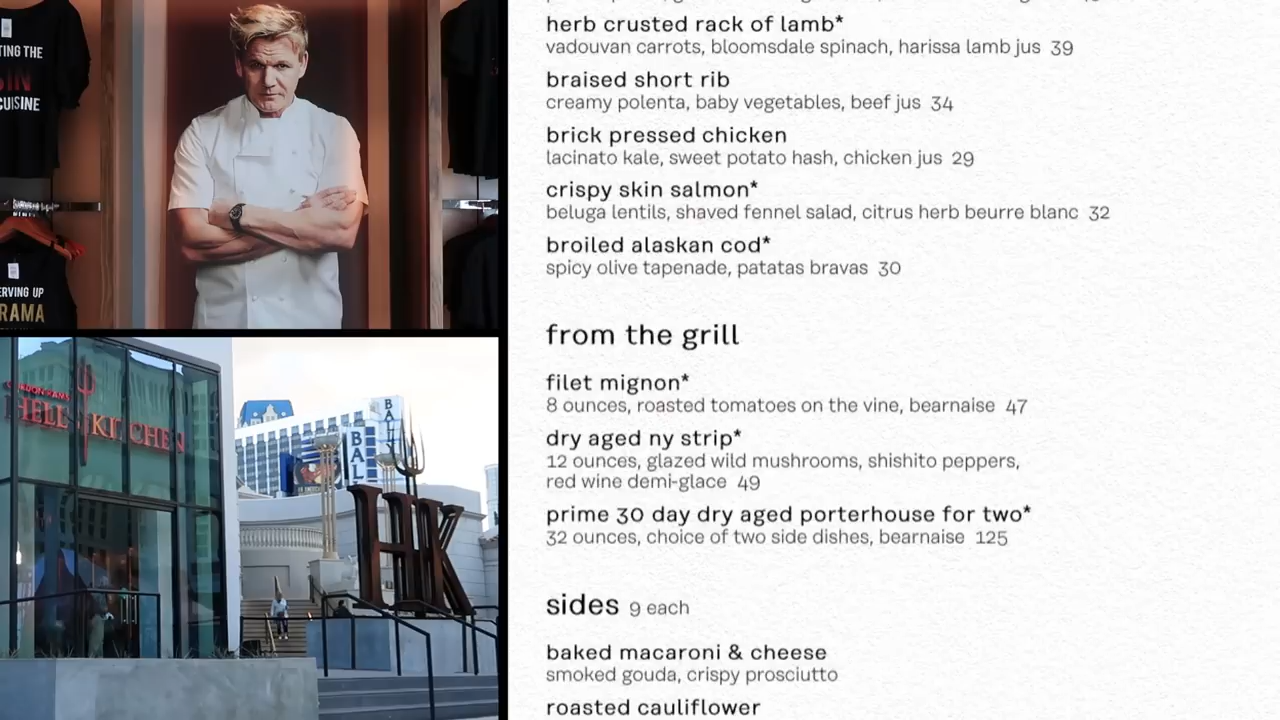 TING THE
IN
CUISINE
ERVING UP
RAMA
GORDON RAMS
HELL KITCHEN
BALL
BAL
HK
herb crusted rack of lamb*
vadouvan carrots, bloomsdale spinach, harissa lamb jus 39
braised short rib
creamy polenta, baby vegetables, beef jus 34
brick pressed chicken
lacinato kale, sweet potato hash, chicken jus 29
crispy skin salmon*
beluga lentils, shaved fennel salad, citrus herb beurre blanc 32
broiled alaskan cod*
spicy olive tapenade, patatas bravas 30
from the grill
filet mignon*
8 ounces, roasted tomatoes on the vine, bearnaise 47
dry aged ny strip*
12 ounces, glazed wild mushrooms, shishito peppers,
red wine demi-glace 49
prime 30 day dry aged porterhouse for two*
32 ounces, choice of two side dishes, bearnaise 125
sides 9 each
baked macaroni & cheese
smoked gouda, crispy prosciutto
roasted cauliflower